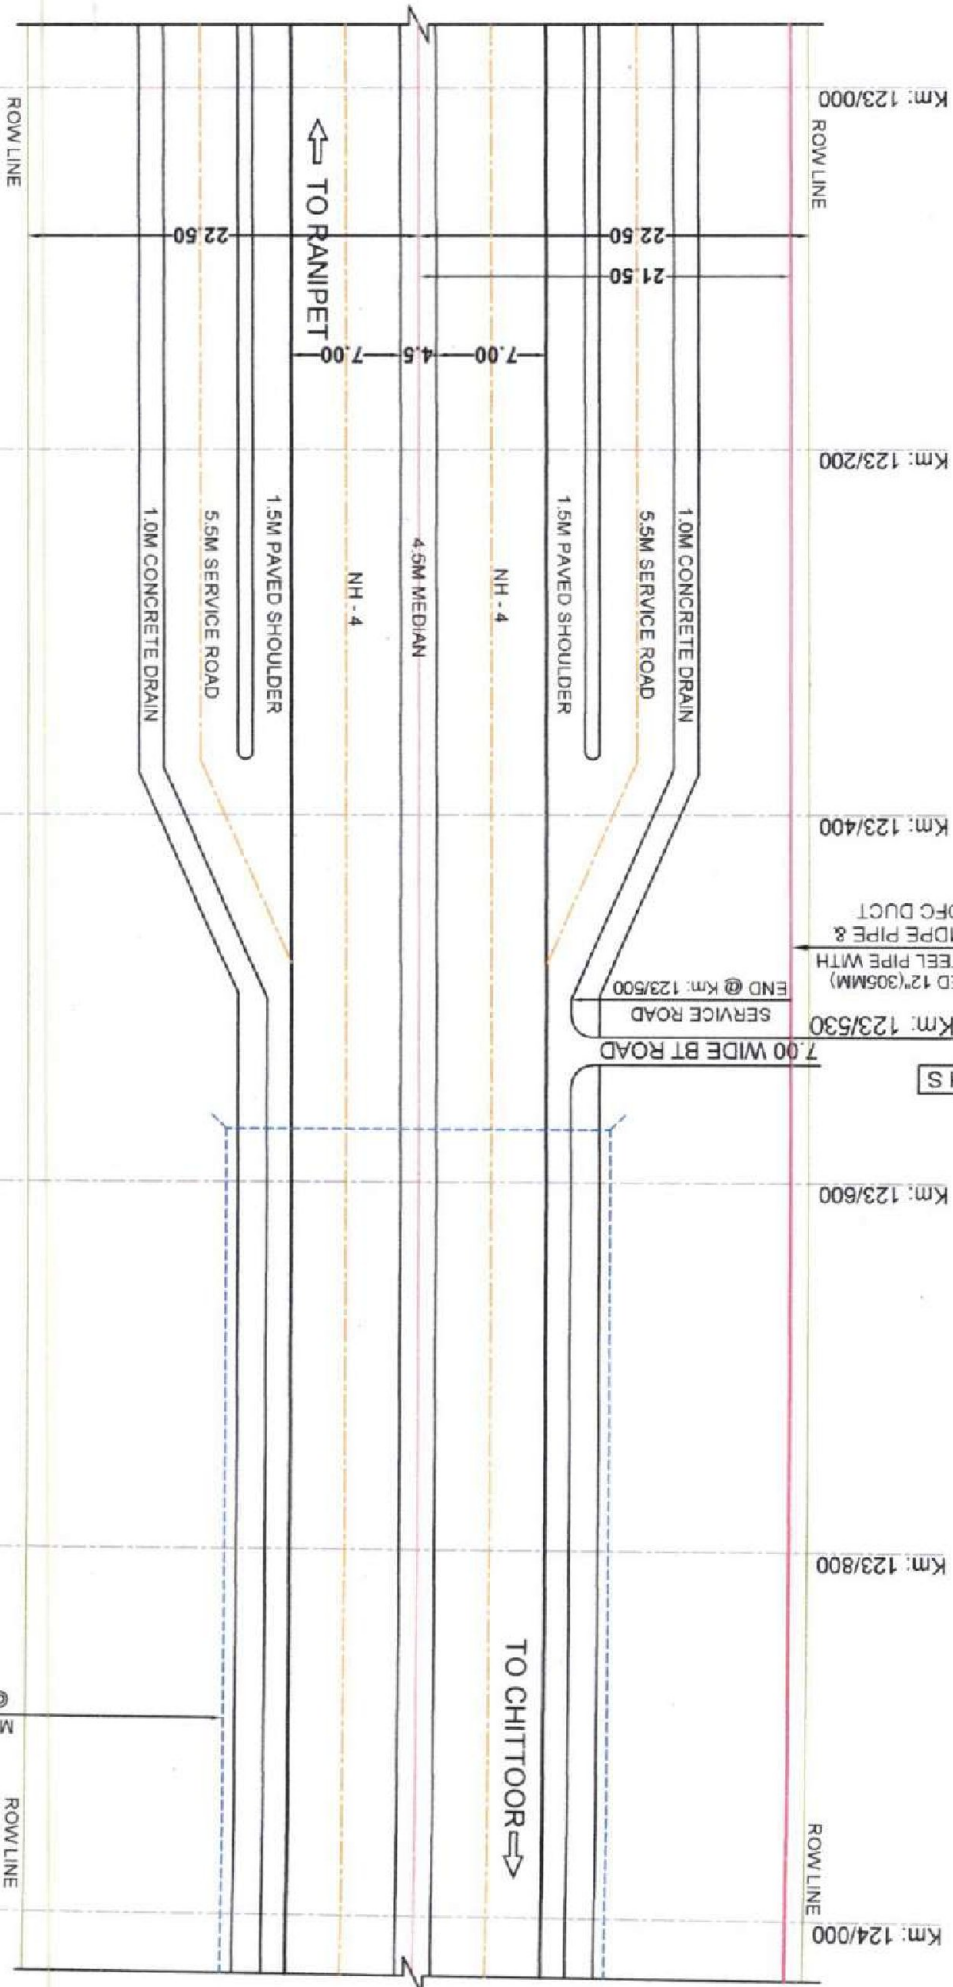 Km: 123/000
ROW LINE
ROW LINE
22.50
22.50
21.50
TO RANIPET
7.00
4.5
7.00
Km: 123/200
1.0M CONCRETE DRAIN
5.5M SERVICE ROAD
1.5M PAVED SHOULDER
NH - 4
4.5M MEDIAN
NH - 4
1.5M PAVED SHOULDER
5.5M SERVICE ROAD
1.0M CONCRETE DRAIN
Km: 123/400
ED 12"(305MM)
TEEL PIPE WITH
HDPE PIPE &
OFC DUCT
SERVICE ROAD
END @ Km: 123/500
Km: 123/530
7.00 WIDE BT ROAD
H S
Km: 123/600
Km: 123/800
TO CHITTOOR
M
@
ROW LINE
ROW LINE
Km: 124/000